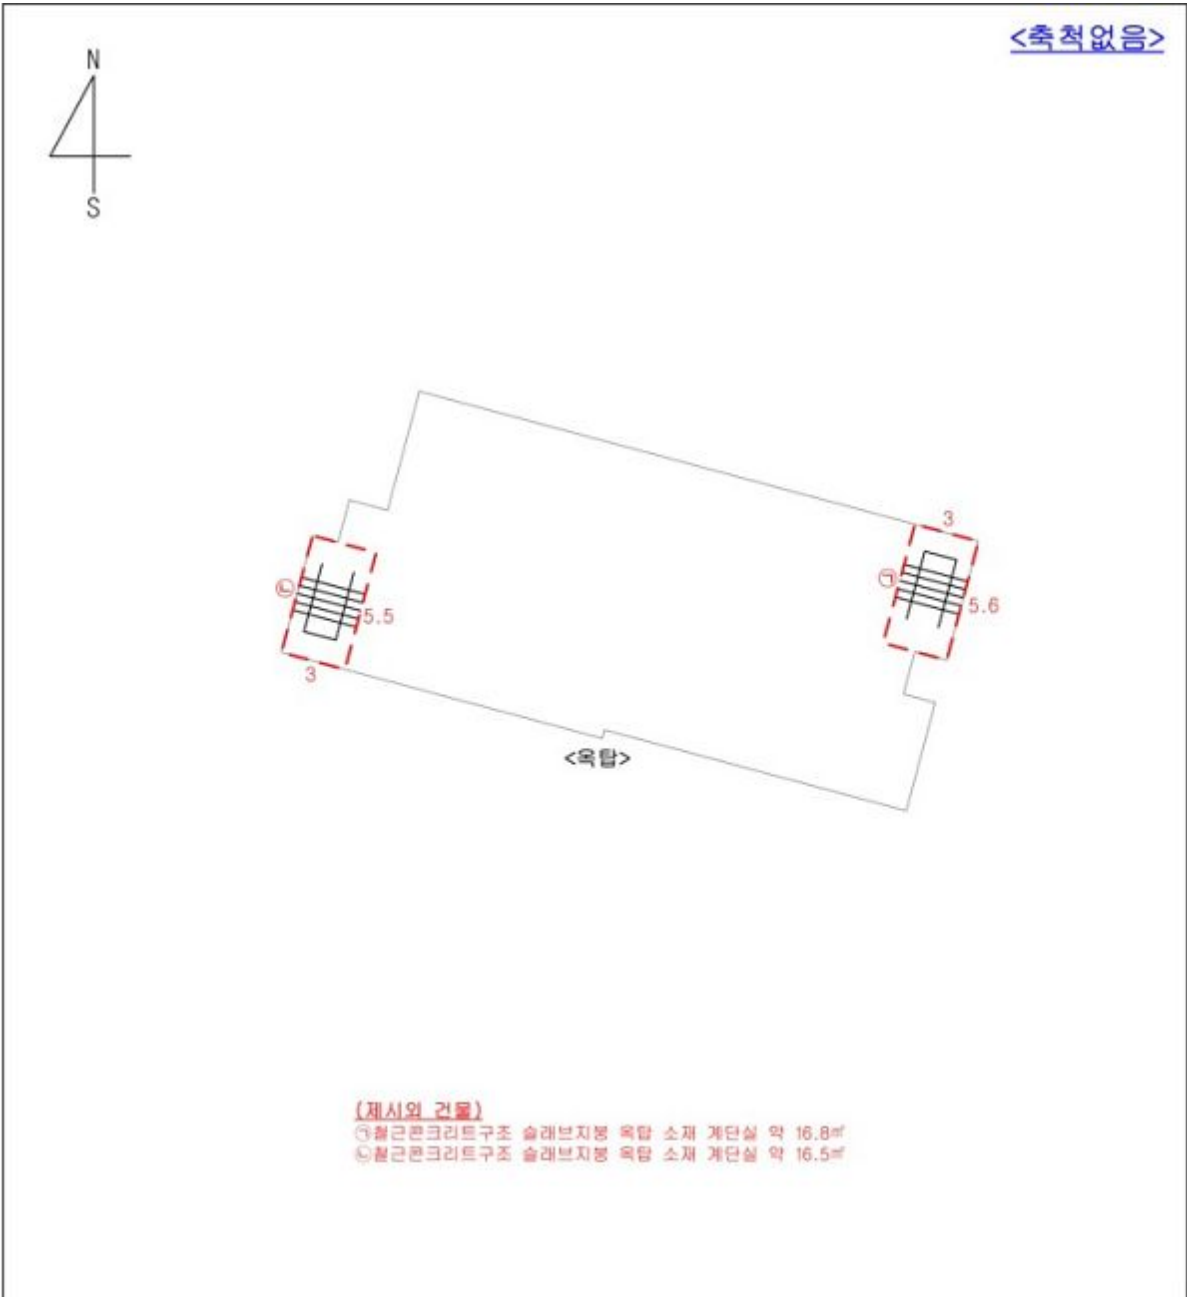 <축척없음>
N
S
3
㉠
5.6
㉡
5.5
3
<옥탑>
(제시외 건물)
㉠철근콘크리트구조 슬래브지붕 옥탑 소재 계단실 약 16.8㎡
㉡철근콘크리트구조 슬래브지붕 옥탑 소재 계단실 약 16.5㎡